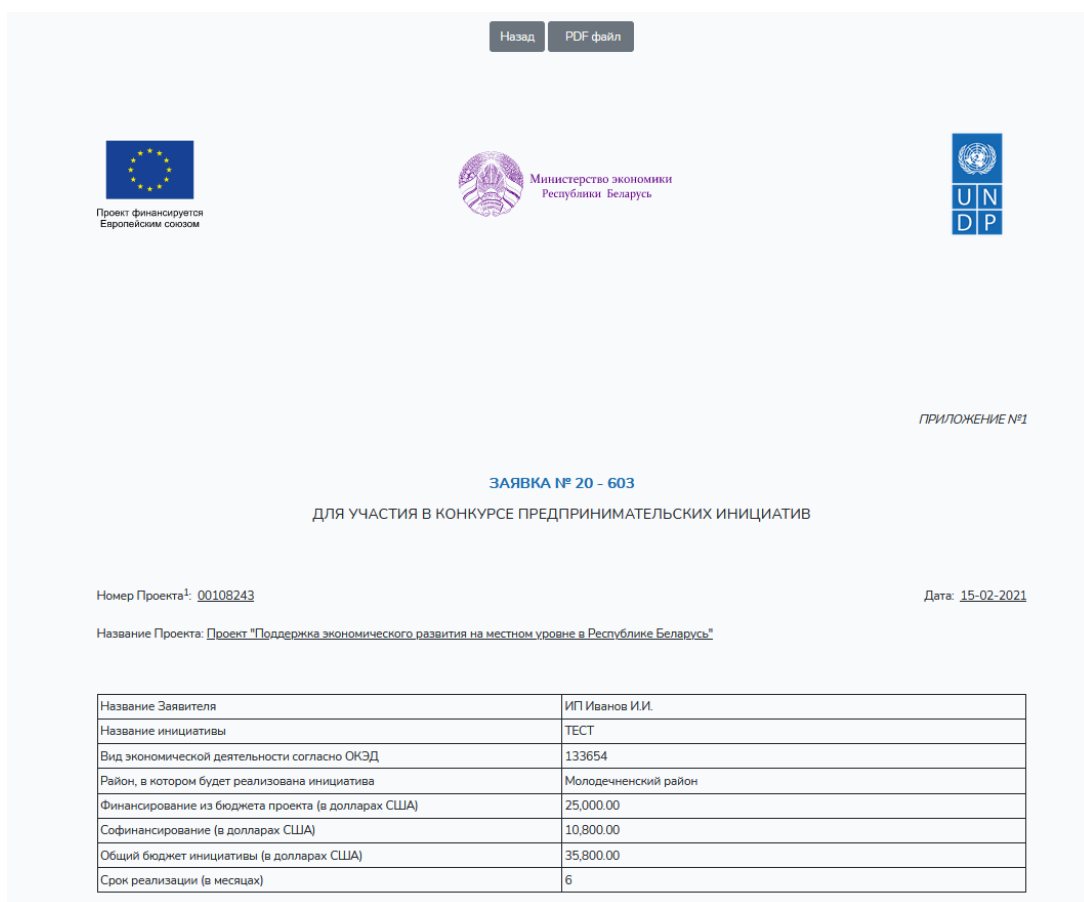 Назад PDF файл
Проект финансируется
Европейским союзом
Министерство экономики
Республики Беларусь
U N
D P
ПРИЛОЖЕНИЕ №1
ЗАЯВКА № 20 - 603
ДЛЯ УЧАСТИЯ В КОНКУРСЕ ПРЕДПРИНИМАТЕЛЬСКИХ ИНИЦИАТИВ
Номер Проекта1: 00108243 Дата: 15-02-2021
Название Проекта: Проект "Поддержка экономического развития на местном уровне в Республике Беларусь"
Название Заявителя ИП Иванов И.И.
Название инициативы ТЕСТ
Вид экономической деятельности согласно ОКЭД 133654
Район, в котором будет реализована инициатива Молодечненский район
Финансирование из бюджета проекта (в долларах США) 25,000.00
Софинансирование (в долларах США) 10,800.00
Общий бюджет инициативы (в долларах США) 35,800.00
Срок реализации (в месяцах) 6